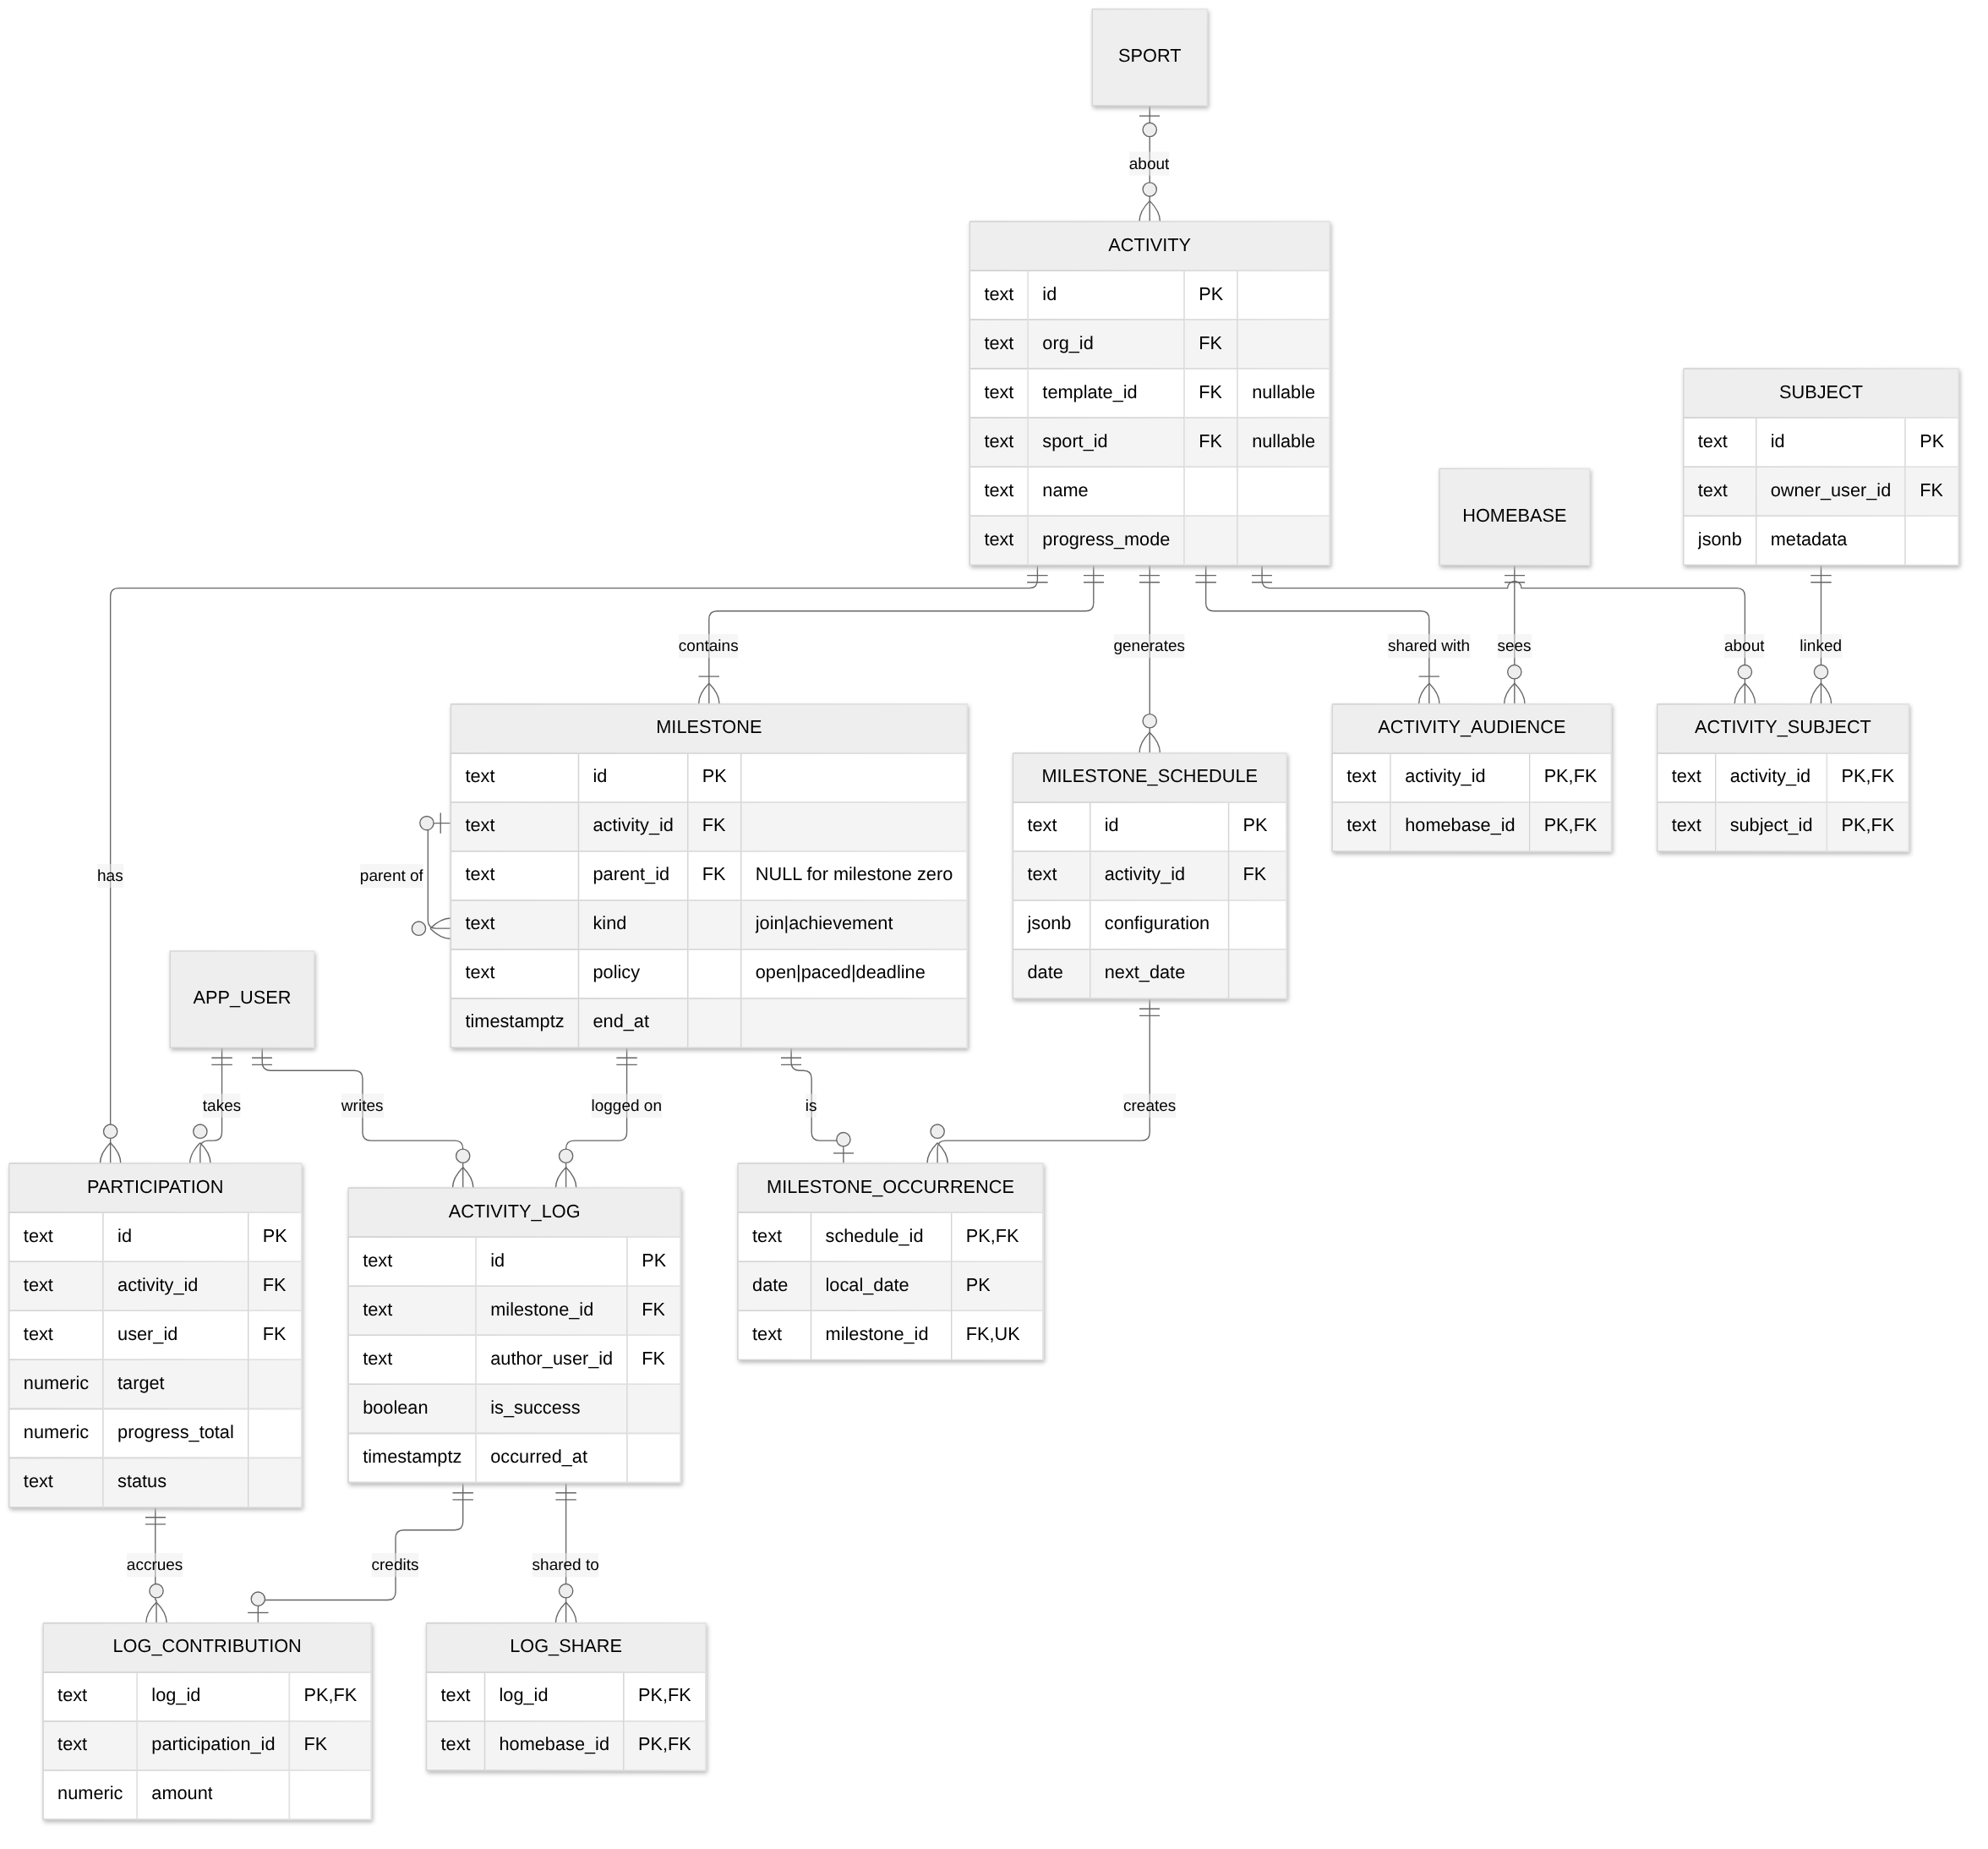 SPORT
about
ACTIVITY
text id PK
text org_id FK
text template_id FK nullable
text sport_id FK nullable
text name
text progress_mode
SUBJECT
text id PK
text owner_user_id FK
jsonb metadata
HOMEBASE
contains
generates
shared with
sees
about
linked
has
MILESTONE
text id PK
text activity_id FK
text parent_id FK NULL for milestone zero
text kind join|achievement
text policy open|paced|deadline
timestamptz end_at
parent of
MILESTONE_SCHEDULE
text id PK
text activity_id FK
jsonb configuration
date next_date
ACTIVITY_AUDIENCE
text activity_id PK,FK
text homebase_id PK,FK
ACTIVITY_SUBJECT
text activity_id PK,FK
text subject_id PK,FK
APP_USER
takes
writes
logged on
is
creates
PARTICIPATION
text id PK
text activity_id FK
text user_id FK
numeric target
numeric progress_total
text status
ACTIVITY_LOG
text id PK
text milestone_id FK
text author_user_id FK
boolean is_success
timestamptz occurred_at
MILESTONE_OCCURRENCE
text schedule_id PK,FK
date local_date PK
text milestone_id FK,UK
accrues
credits
shared to
LOG_CONTRIBUTION
text log_id PK,FK
text participation_id FK
numeric amount
LOG_SHARE
text log_id PK,FK
text homebase_id PK,FK